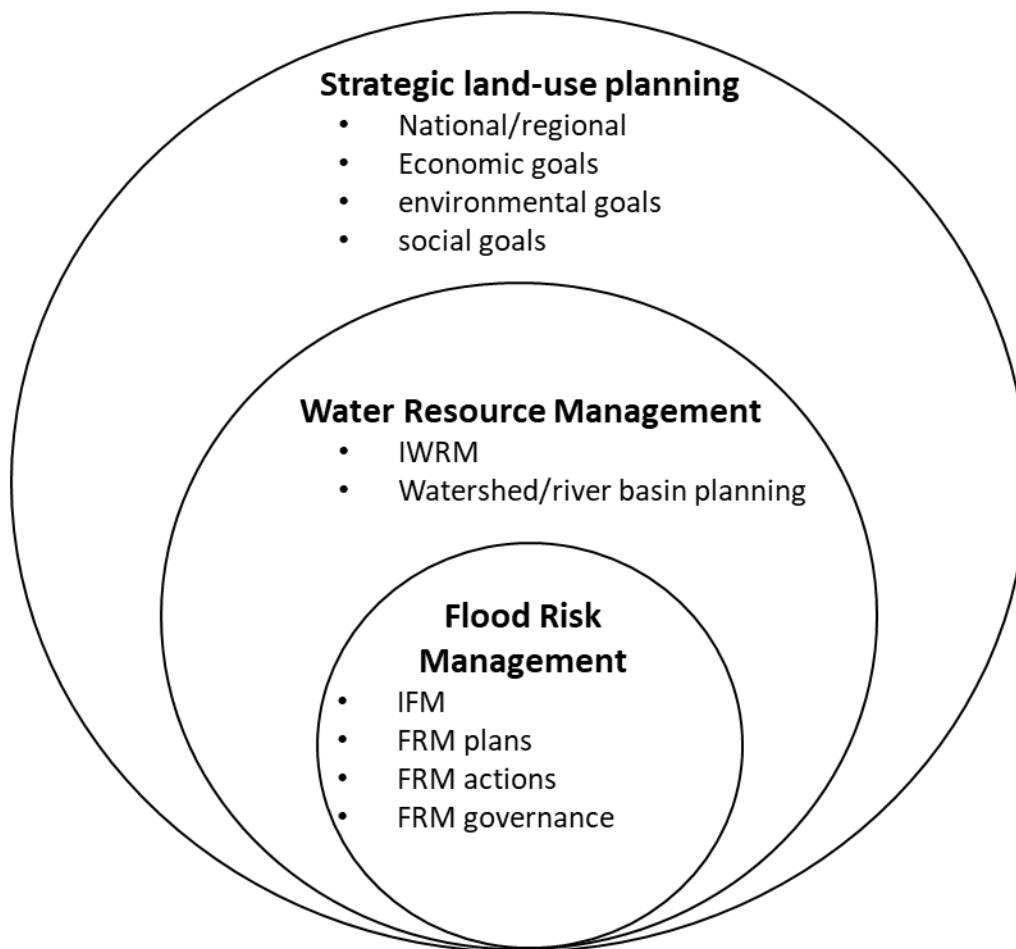 Strategic land-use planning
• National/regional
• Economic goals
• environmental goals
• social goals
Water Resource Management
• IWRM
• Watershed/river basin planning
Flood Risk
Management
• IFM
• FRM plans
• FRM actions
• FRM governance